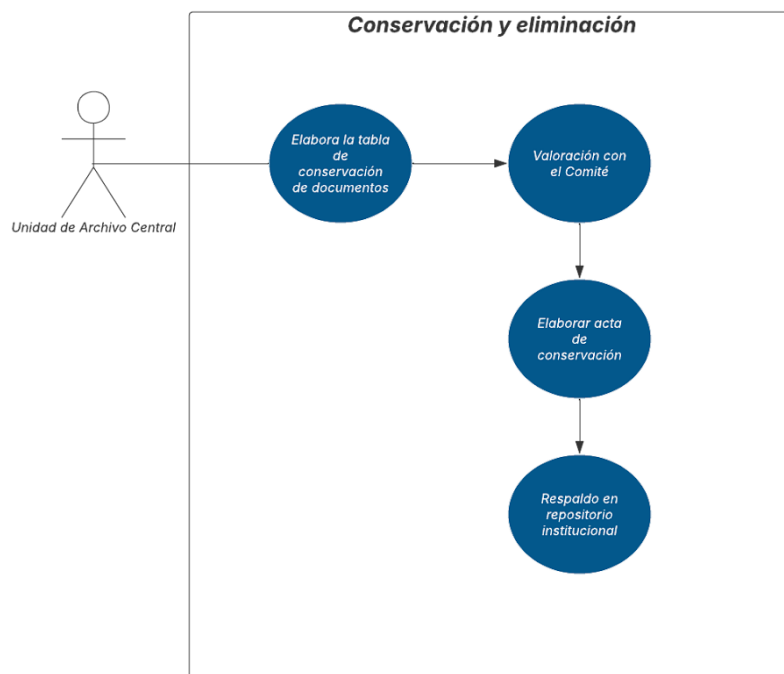 Conservación y eliminación
Elabora la tabla
de
conservación
de documentos
Valoración con
el Comité
Unidad de Archivo Central
Elaborar acta
de
conservación
Respaldo en
repositorio
institucional